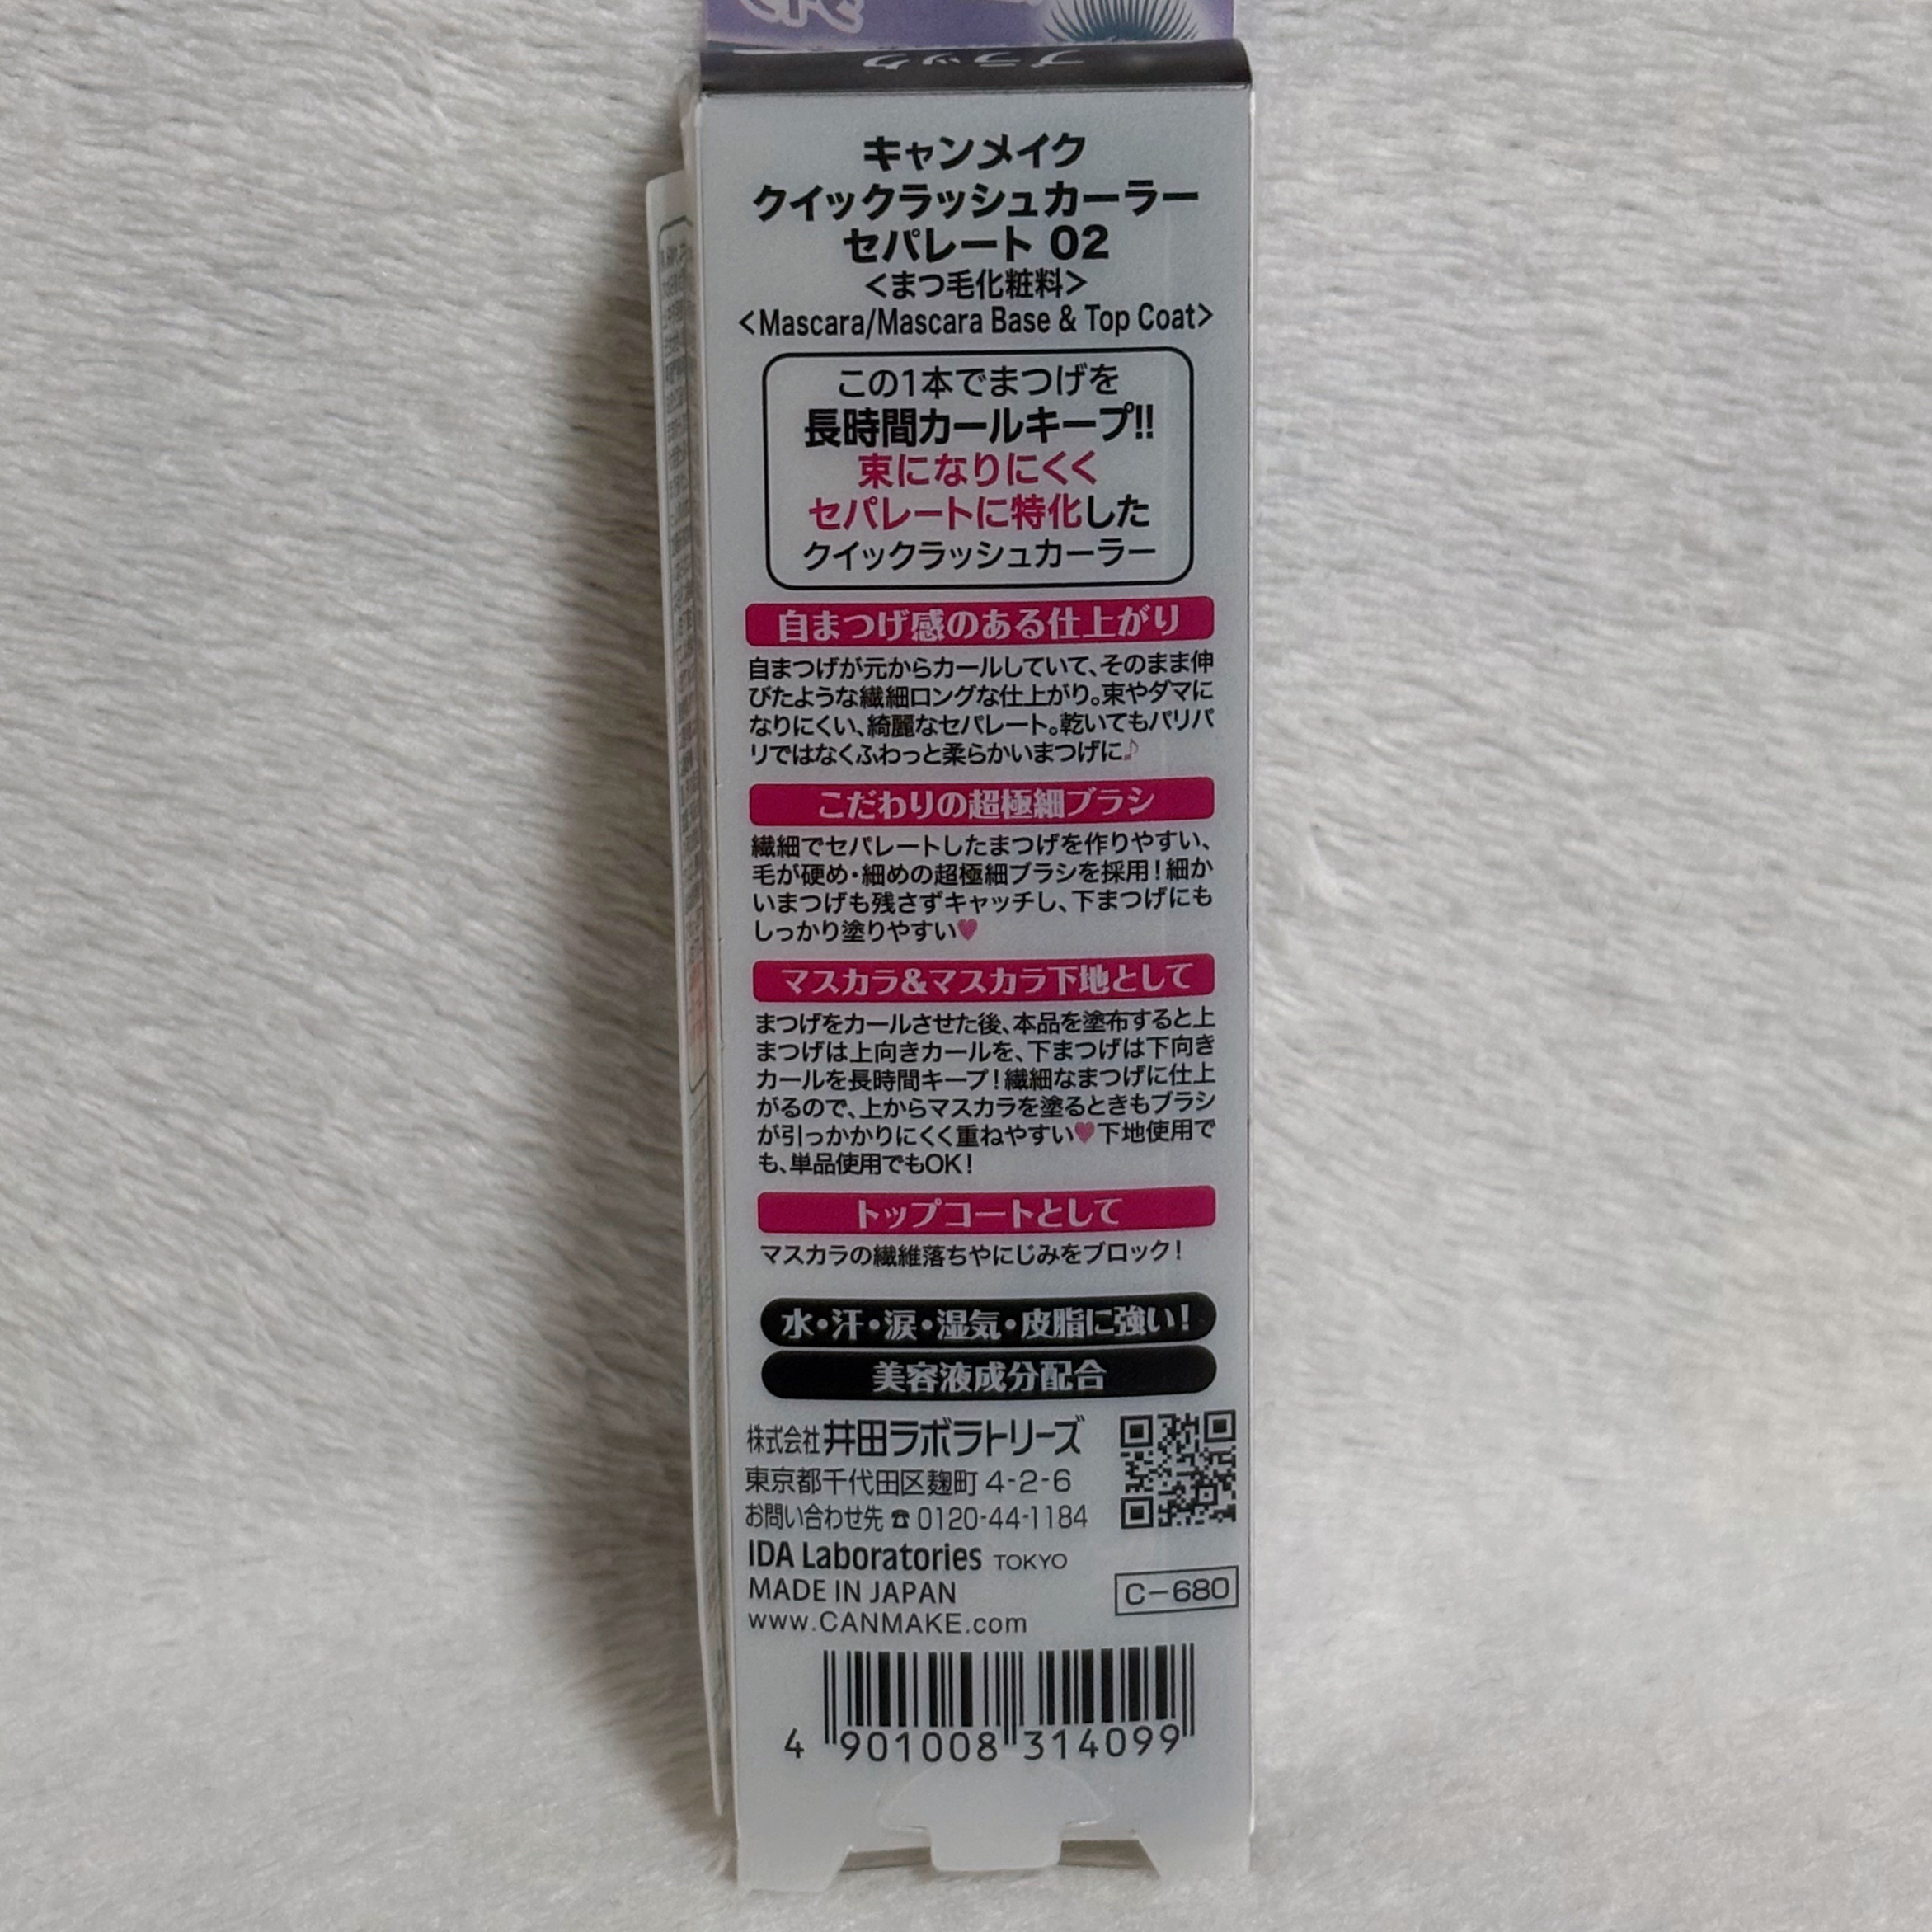 ブラック
キャンメイク
クイックラッシュカーラー
セパレート 02
<まつ毛化粧料>
<Mascara/Mascara Base & Top Coat>
この1本でまつげを
長時間カールキープ!!
束になりにくく
セパレートに特化した
クイックラッシュカーラー
自まつげ感のある仕上がり
自まつげが元からカールしていて、そのまま伸
びたような繊細ロングな仕上がり。束やダマに
なりにくい、綺麗なセパレート。乾いてもパリパ
リではなくふわっと柔らかいまつげに♪
こだわりの超極細ブラシ
繊細でセパレートしたまつげを作りやすい、
毛が硬め・細めの超極細ブラシを採用!細か
いまつげも残さずキャッチし、下まつげにも
しっかり塗りやすい♥
マスカラ&マスカラ下地として
まつげをカールさせた後、本品を塗布すると上
まつげは上向きカールを、下まつげは下向き
カールを長時間キープ!繊細なまつげに仕上
がるので、上からマスカラを塗るときもブラシ
が引っかかりにくく重ねやすい♥下地使用で
も、単品使用でもOK!
トップコートとして
マスカラの繊維落ちやにじみをブロック!
水・汗・涙・湿気・皮脂に強い!
美容液成分配合
株式会社井田ラボラトリーズ
東京都千代田区麹町 4-2-6
お問い合わせ先 ☎ 0120-44-1184
IDA Laboratories TOKYO
MADE IN JAPAN
C-680
www.CANMAKE.com
4 901008 314099